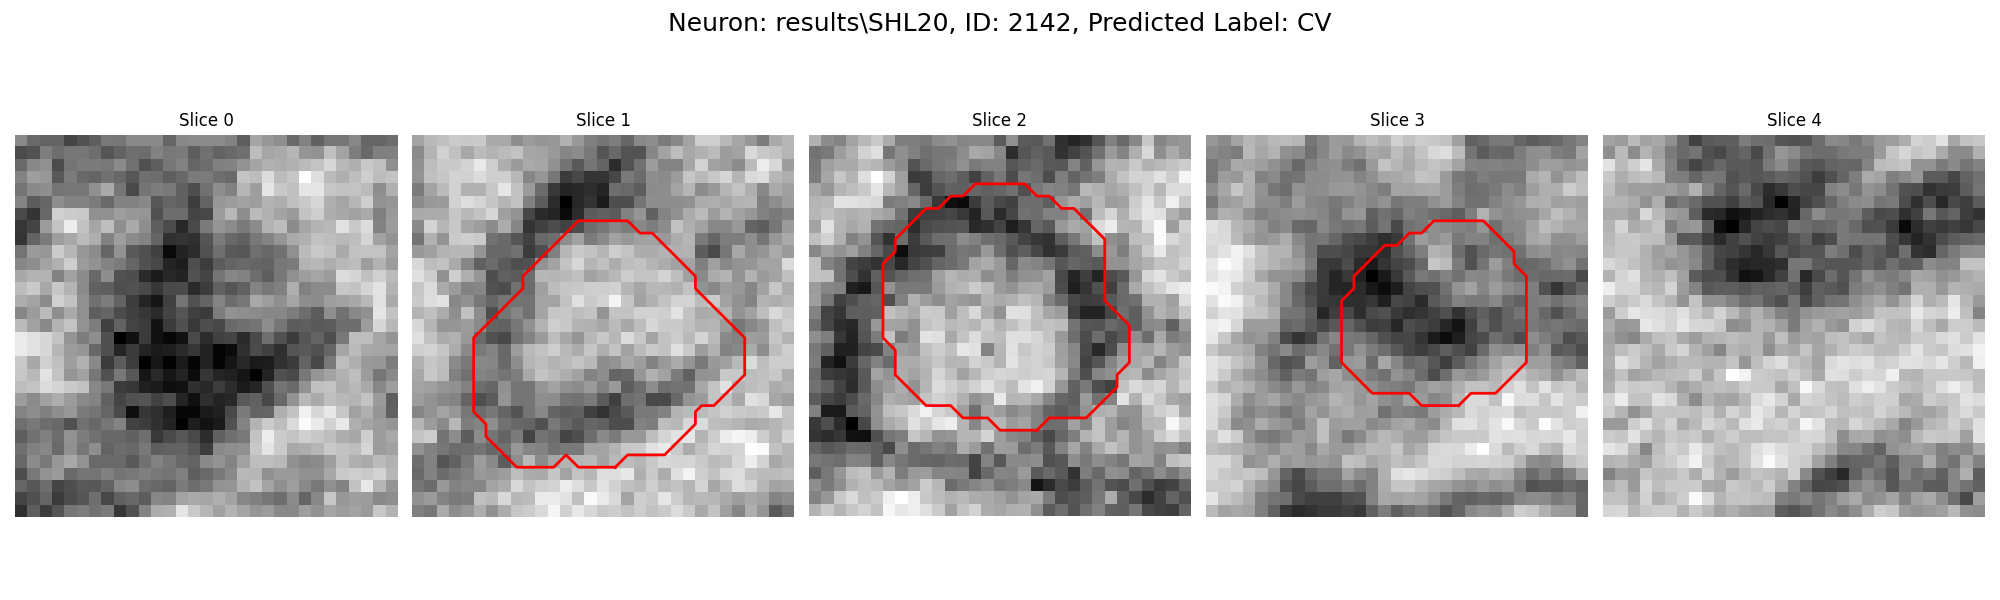 Neuron: results\SHL20, ID: 2142, Predicted Label: CV
Slice 0
Slice 1
Slice 2
Slice 3
Slice 4